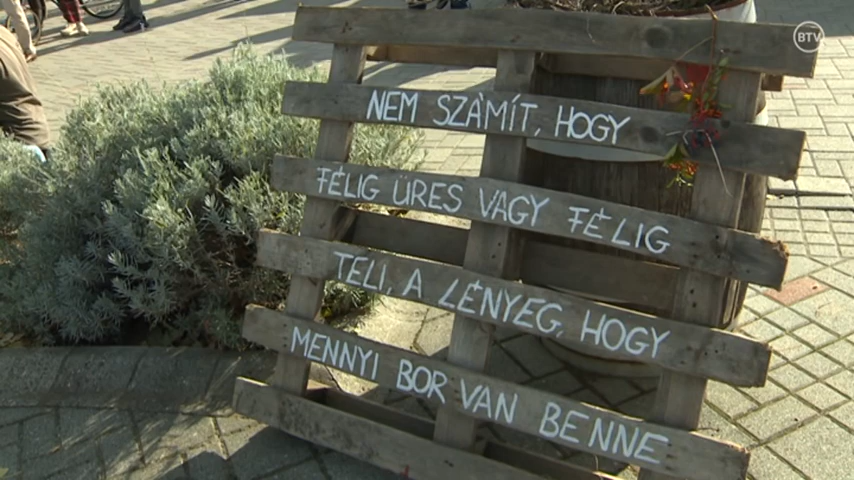 BTV
NEM SZÁMÍT, HOGY
FÉLIG ÜRES VAGY FÉLIG
TELI, A LÉNYEG, HOGY
MENNYI BOR VAN BENNE